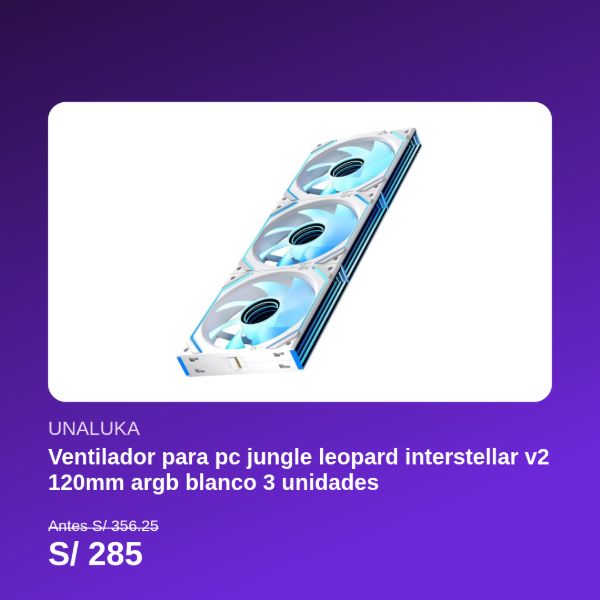 UNALUKA
Ventilador para pc jungle leopard interstellar v2
120mm argb blanco 3 unidades
Antes S/ 356.25
S/ 285